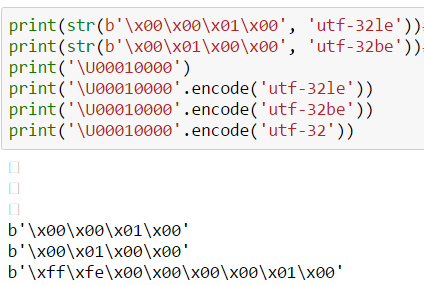 print(str(b'\x00\x00\x01\x00', 'utf-32le'))
print(str(b'\x00\x01\x00\x00', 'utf-32be'))
print('\U00010000')
print('\U00010000'.encode('utf-32le'))
print('\U00010000'.encode('utf-32be'))
print('\U00010000'.encode('utf-32'))
b'\x00\x00\x01\x00'
b'\x00\x01\x00\x00'
b'\xff\xfe\x00\x00\x00\x00\x01\x00'